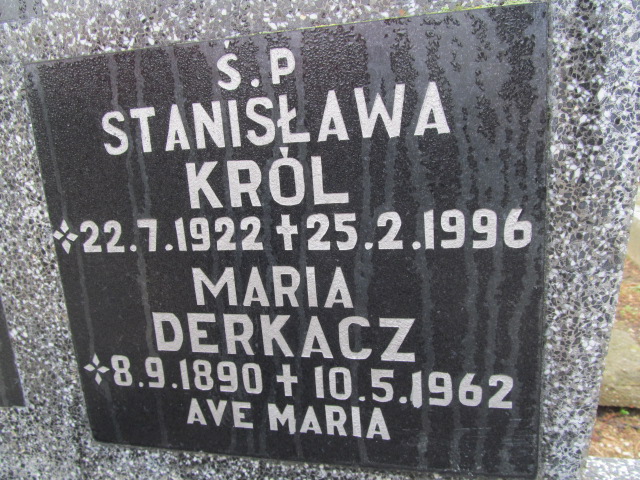 Ś.P
STANISŁAWA
KRÓL
22.7.1922 ✝ 25.2.1996
MARIA
DERKACZ
8.9.1890 ✝ 10.5.1962
AVE MARIA